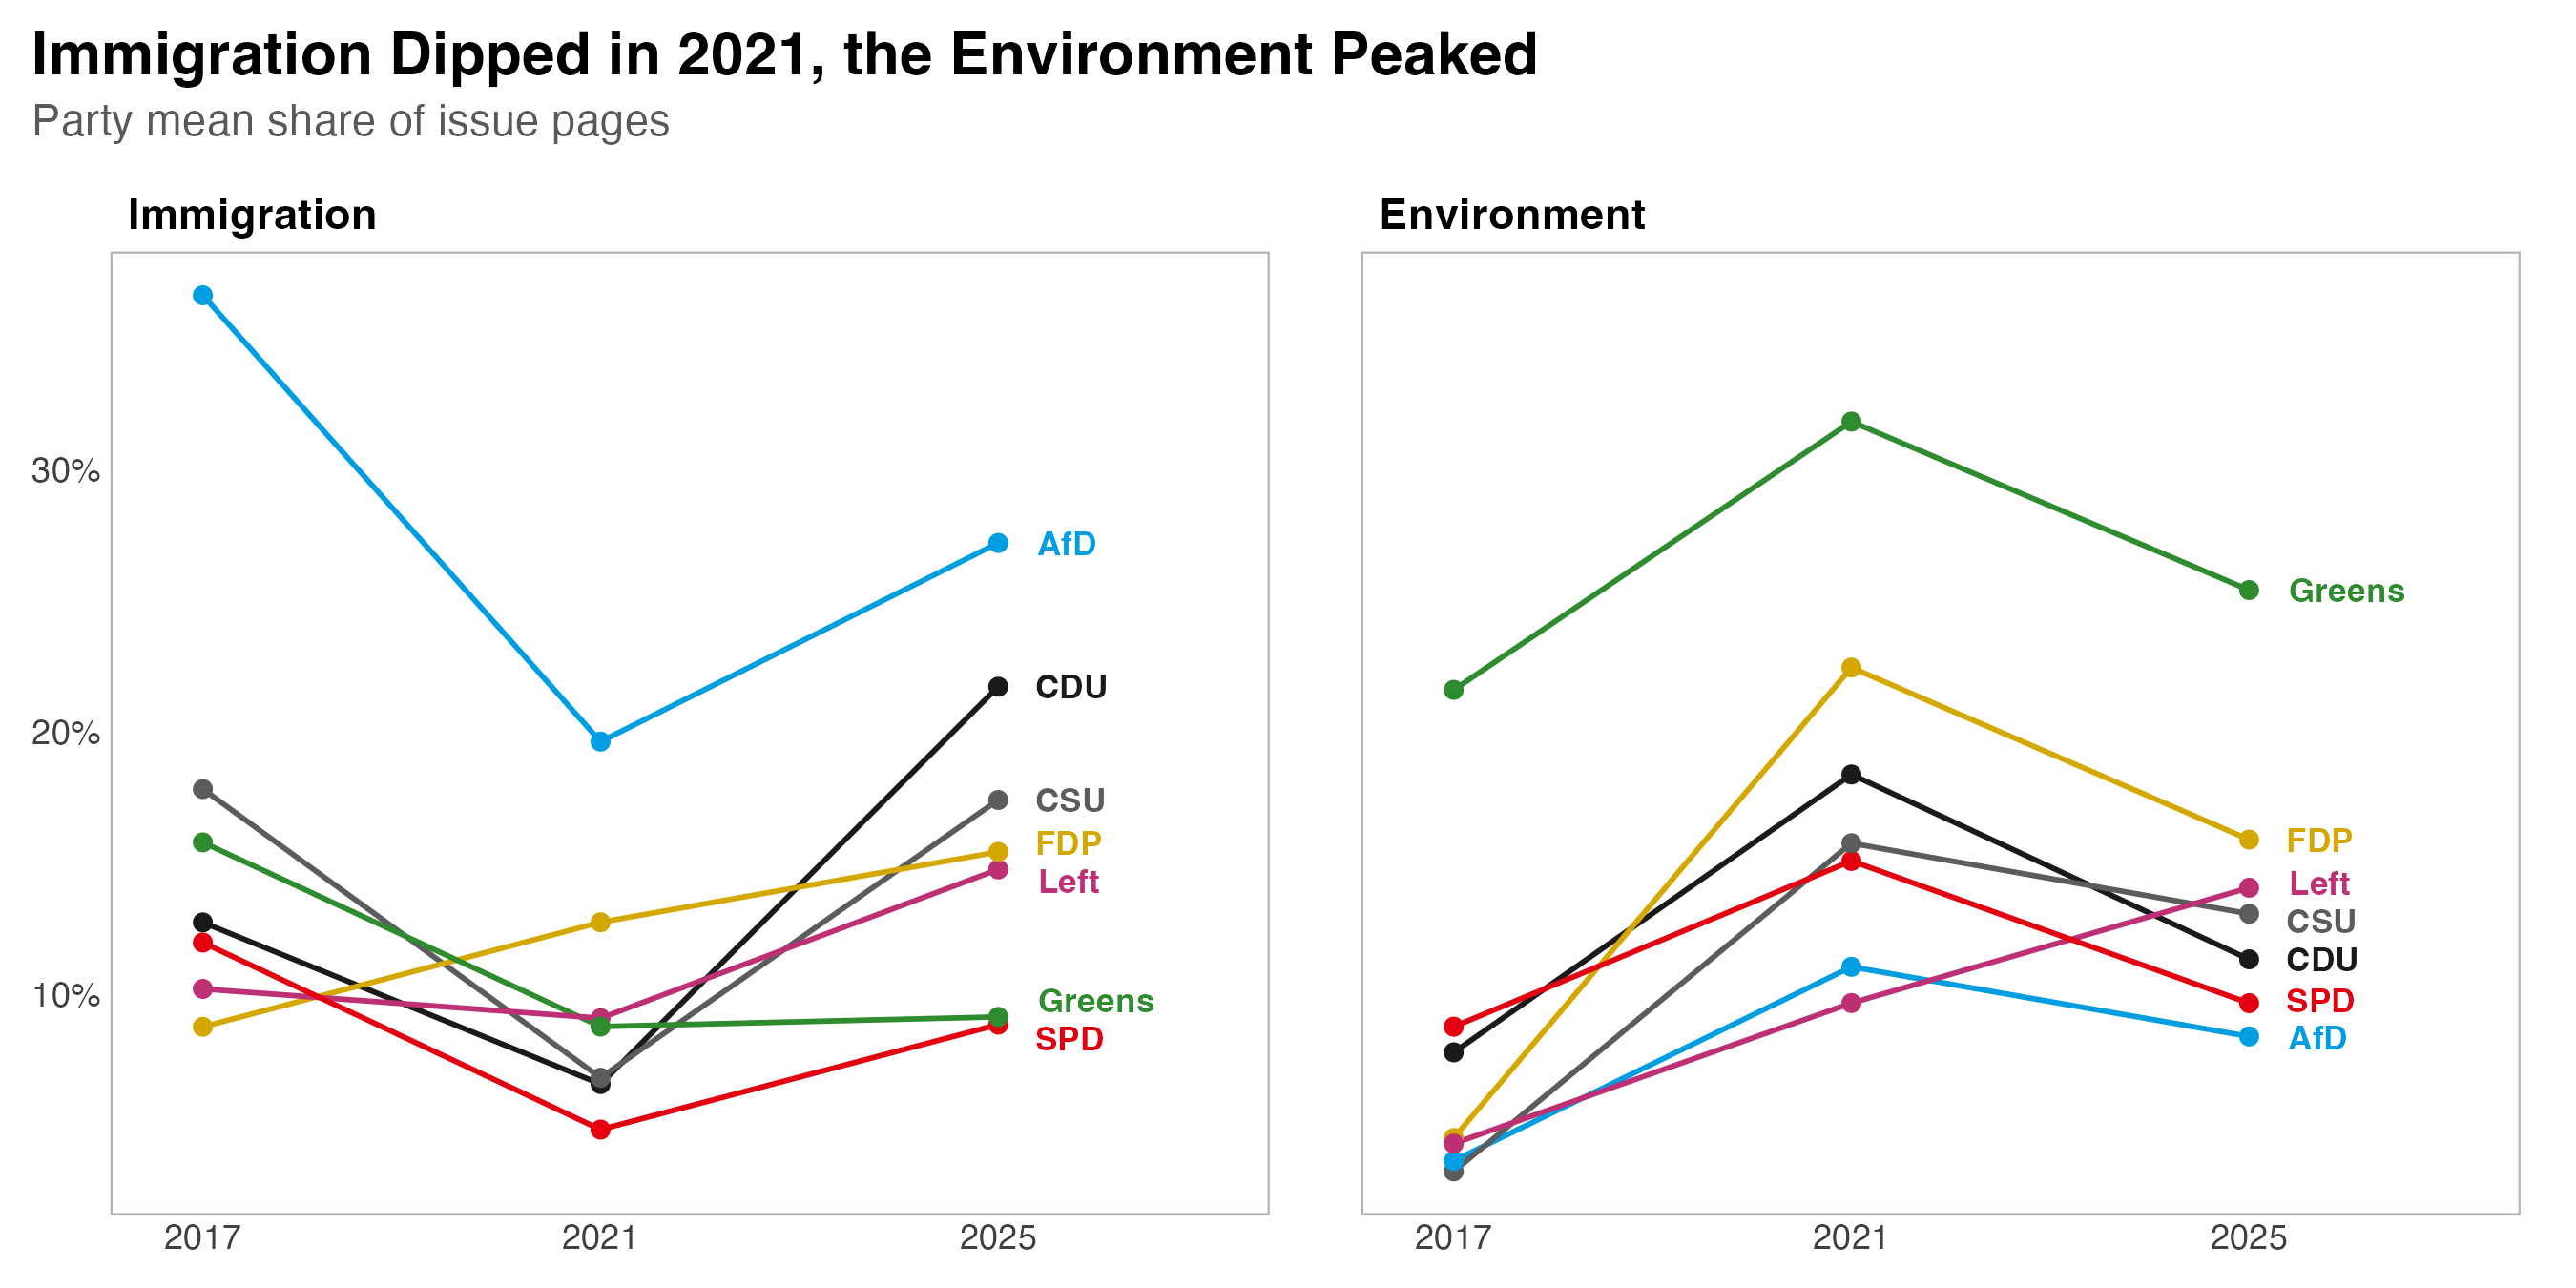 Immigration Dipped in 2021, the Environment Peaked
Party mean share of issue pages
Immigration
30%
20%
10%
AfD
CDU
CSU
FDP
Left
Greens
SPD
2017
2021
2025
Environment
Greens
FDP
Left
CSU
CDU
SPD
AfD
2017
2021
2025